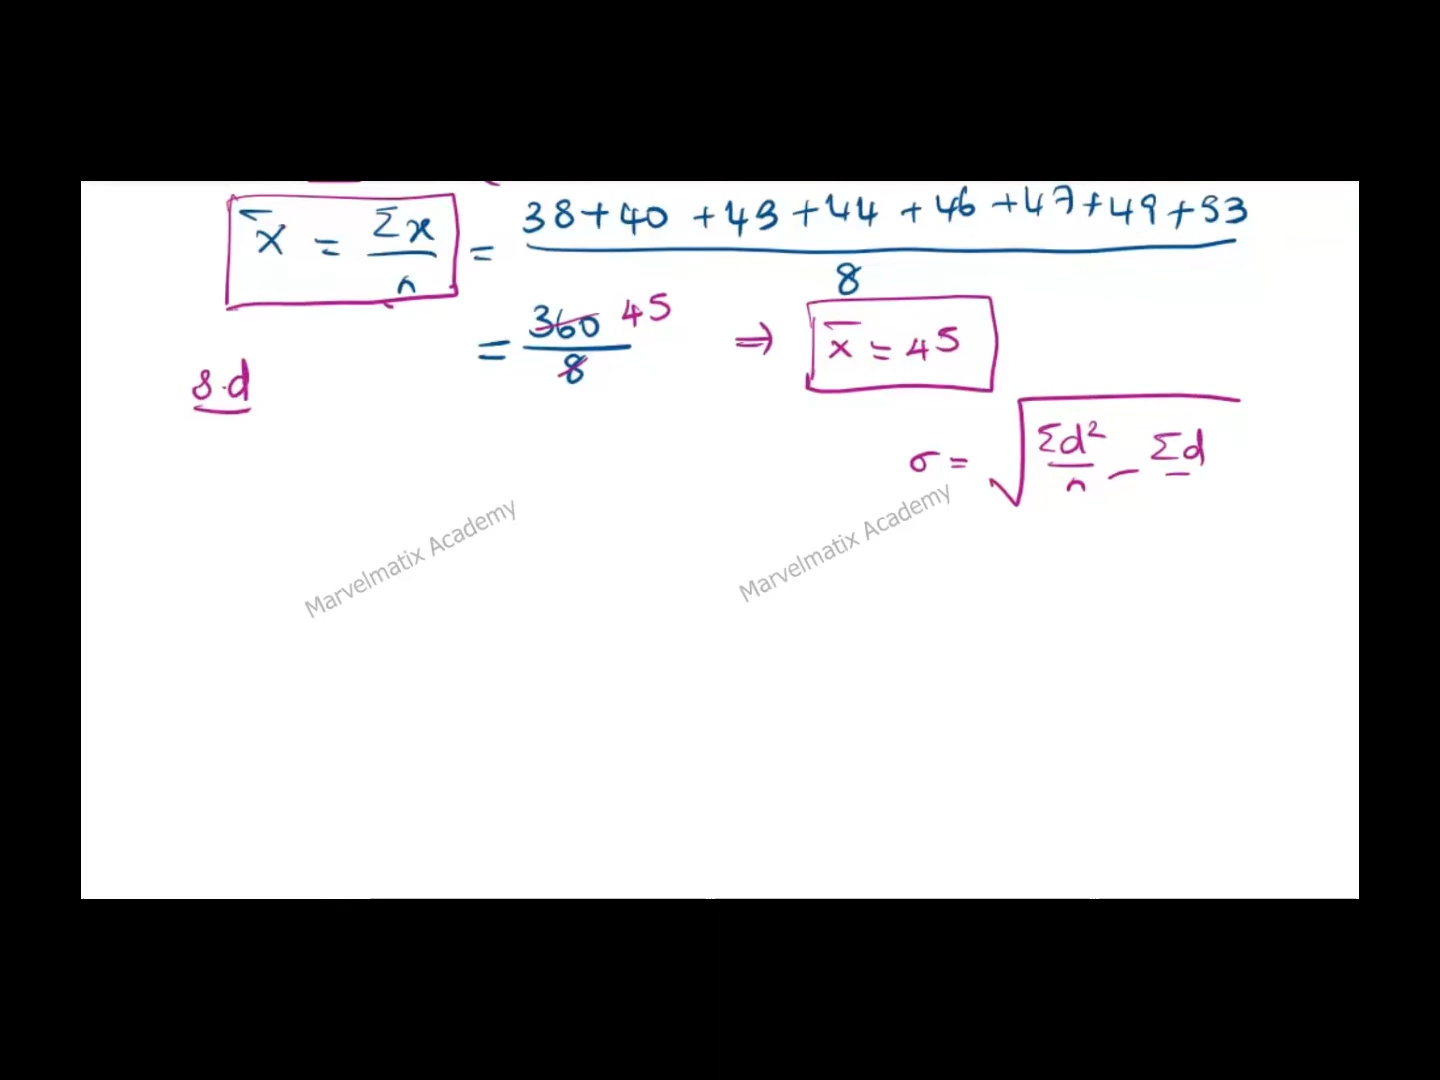 x̄ = Σx/n = 38+40 +43+44 +46+47+49+53 / 8
= 360/8 45 ⇒ x̄ = 45
s.d
σ = √ Σd²/n − Σd
Marvelmatix Academy
Marvelmatix Academy